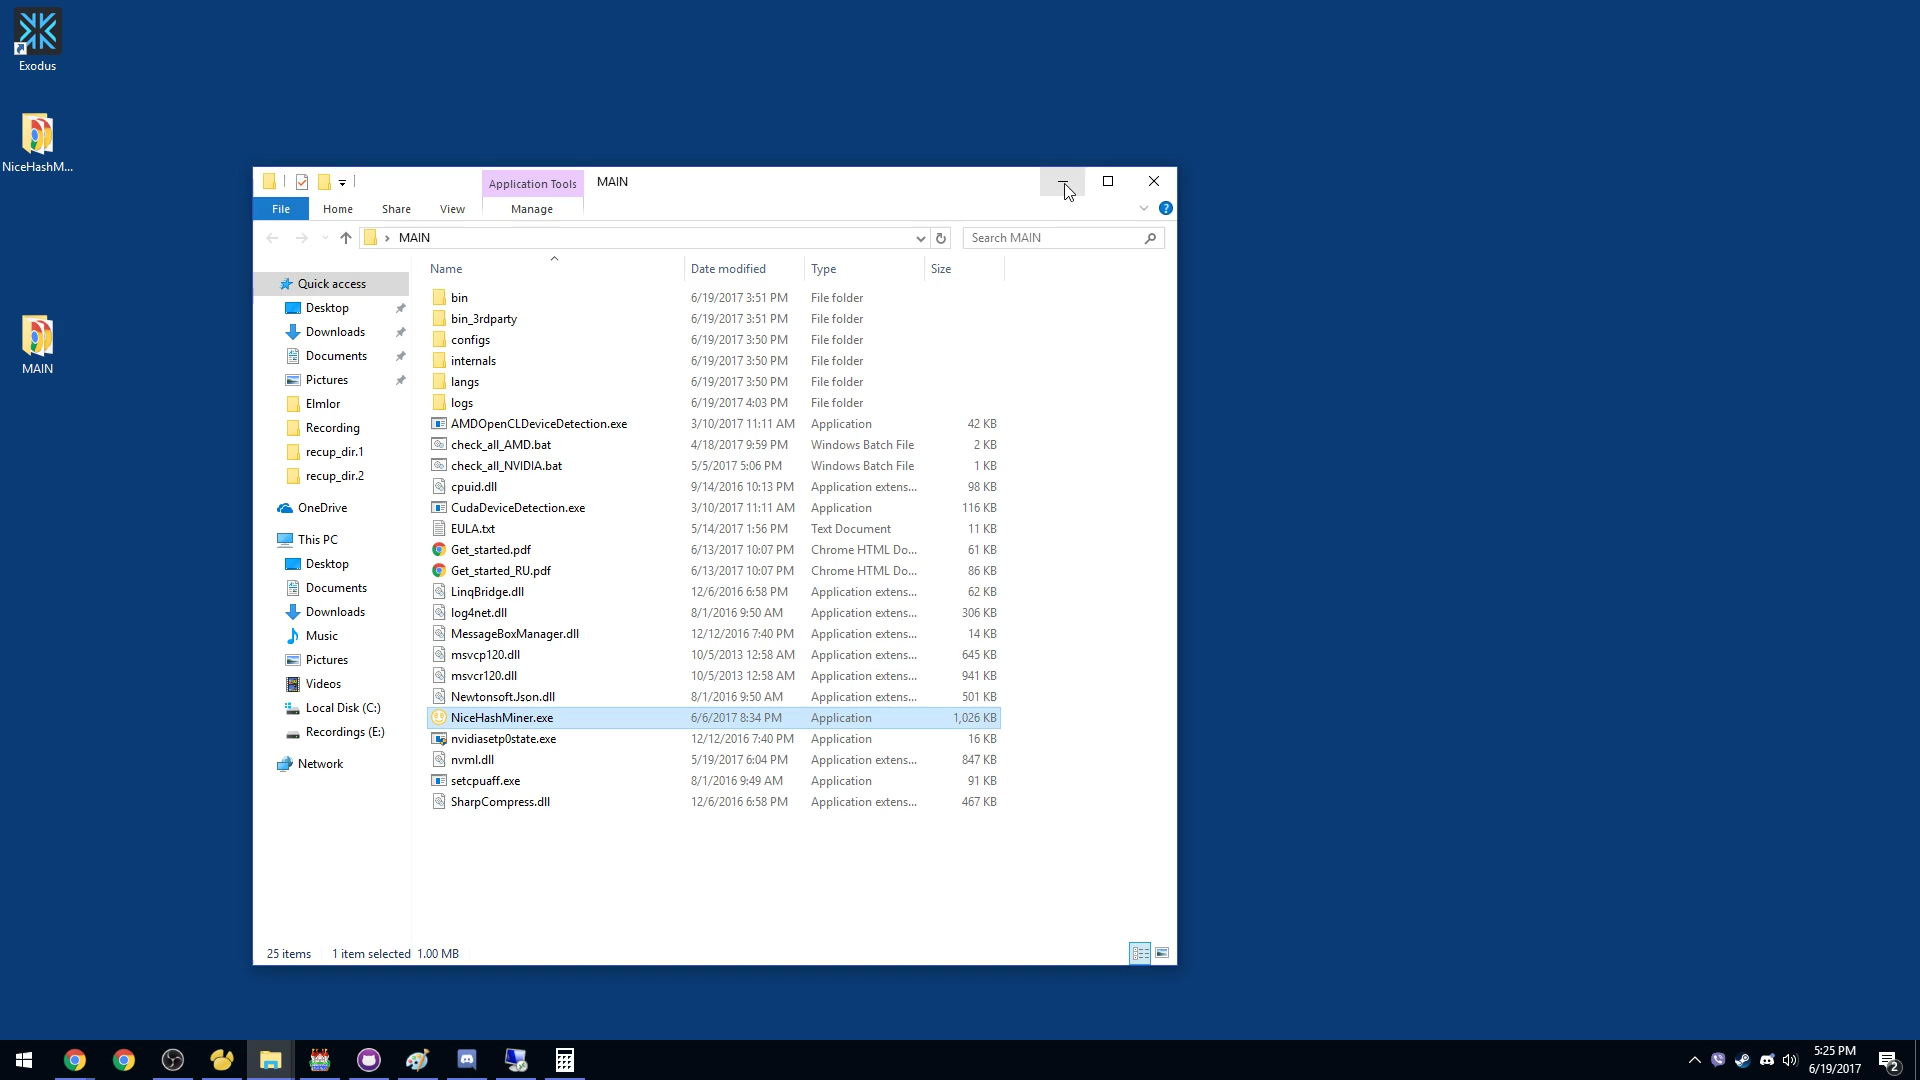 Exodus
NiceHashM...
MAIN
Application Tools
MAIN
File
Home
Share
View
Manage
MAIN
Search MAIN
Name
Date modified
Type
Size
Quick access
Desktop
Downloads
Documents
Pictures
Elmlor
Recording
recup_dir.1
recup_dir.2
OneDrive
This PC
Desktop
Documents
Downloads
Music
Pictures
Videos
Local Disk (C:)
Recordings (E:)
Network
bin 6/19/2017 3:51 PM File folder
bin_3rdparty 6/19/2017 3:51 PM File folder
configs 6/19/2017 3:50 PM File folder
internals 6/19/2017 3:50 PM File folder
langs 6/19/2017 3:50 PM File folder
logs 6/19/2017 4:03 PM File folder
AMDOpenCLDeviceDetection.exe 3/10/2017 11:11 AM Application 42 KB
check_all_AMD.bat 4/18/2017 9:59 PM Windows Batch File 2 KB
check_all_NVIDIA.bat 5/5/2017 5:06 PM Windows Batch File 1 KB
cpuid.dll 9/14/2016 10:13 PM Application extens... 98 KB
CudaDeviceDetection.exe 3/10/2017 11:11 AM Application 116 KB
EULA.txt 5/14/2017 1:56 PM Text Document 11 KB
Get_started.pdf 6/13/2017 10:07 PM Chrome HTML Do... 61 KB
Get_started_RU.pdf 6/13/2017 10:07 PM Chrome HTML Do... 86 KB
LinqBridge.dll 12/6/2016 6:58 PM Application extens... 62 KB
log4net.dll 8/1/2016 9:50 AM Application extens... 306 KB
MessageBoxManager.dll 12/12/2016 7:40 PM Application extens... 14 KB
msvcp120.dll 10/5/2013 12:58 AM Application extens... 645 KB
msvcr120.dll 10/5/2013 12:58 AM Application extens... 941 KB
Newtonsoft.Json.dll 8/1/2016 9:50 AM Application extens... 501 KB
NiceHashMiner.exe 6/6/2017 8:34 PM Application 1,026 KB
nvidiasetp0state.exe 12/12/2016 7:40 PM Application 16 KB
nvml.dll 5/19/2017 6:04 PM Application extens... 847 KB
setcpuaff.exe 8/1/2016 9:49 AM Application 91 KB
SharpCompress.dll 12/6/2016 6:58 PM Application extens... 467 KB
25 items 1 item selected 1.00 MB
5:25 PM
6/19/2017
2